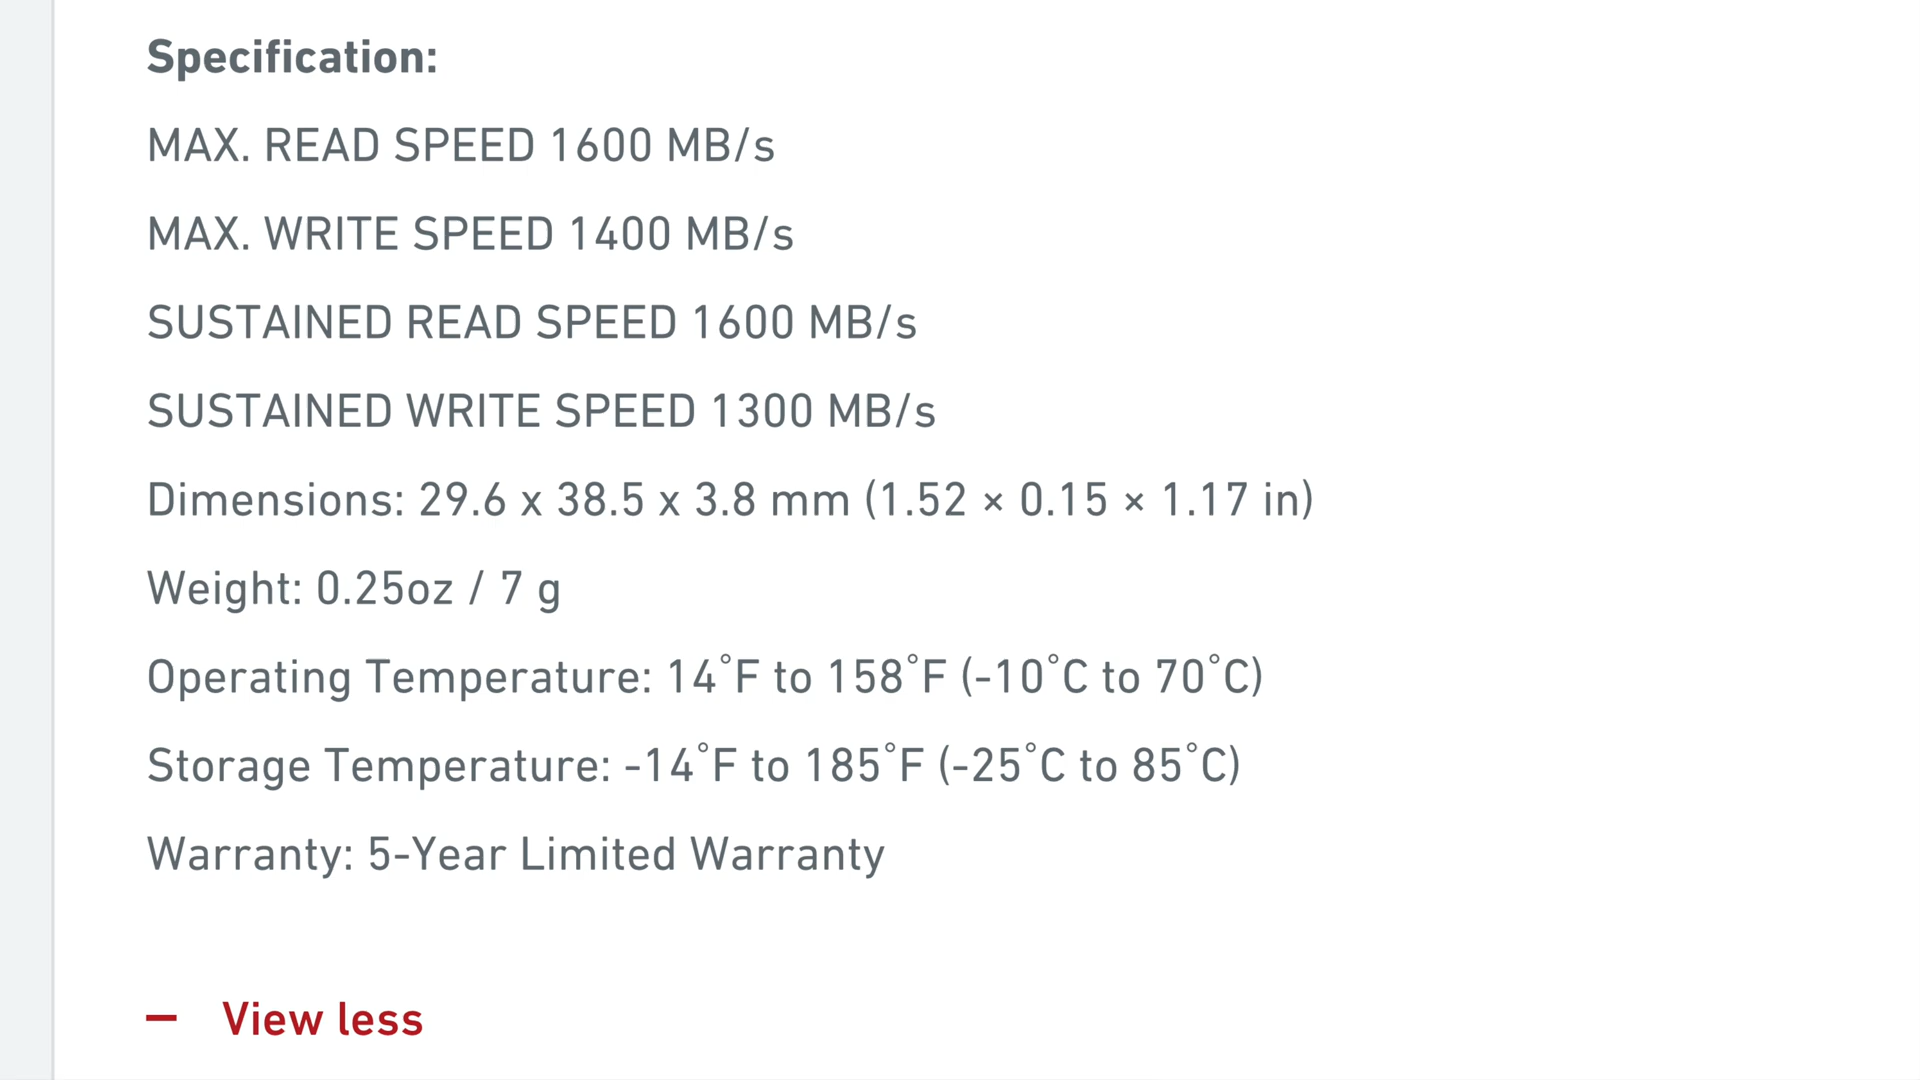 Specification:
MAX. READ SPEED 1600 MB/s
MAX. WRITE SPEED 1400 MB/s
SUSTAINED READ SPEED 1600 MB/s
SUSTAINED WRITE SPEED 1300 MB/s
Dimensions: 29.6 x 38.5 x 3.8 mm (1.52 × 0.15 × 1.17 in)
Weight: 0.25oz / 7 g
Operating Temperature: 14˚F to 158˚F (-10˚C to 70˚C)
Storage Temperature: -14˚F to 185˚F (-25˚C to 85˚C)
Warranty: 5-Year Limited Warranty
— View less